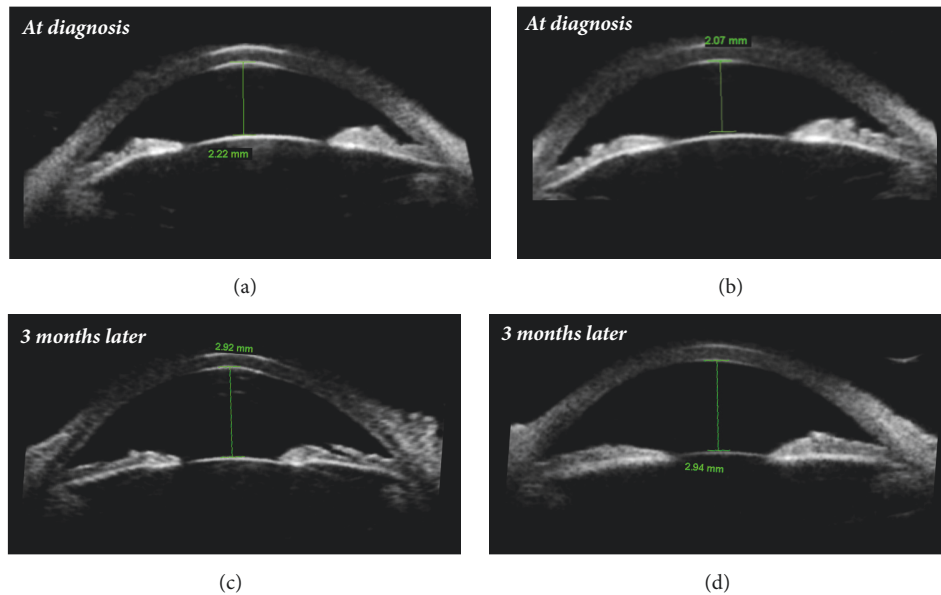 At diagnosis
2.22 mm
(a)
At diagnosis
2.07 mm
(b)
3 months later
2.92 mm
(c)
3 months later
2.94 mm
(d)